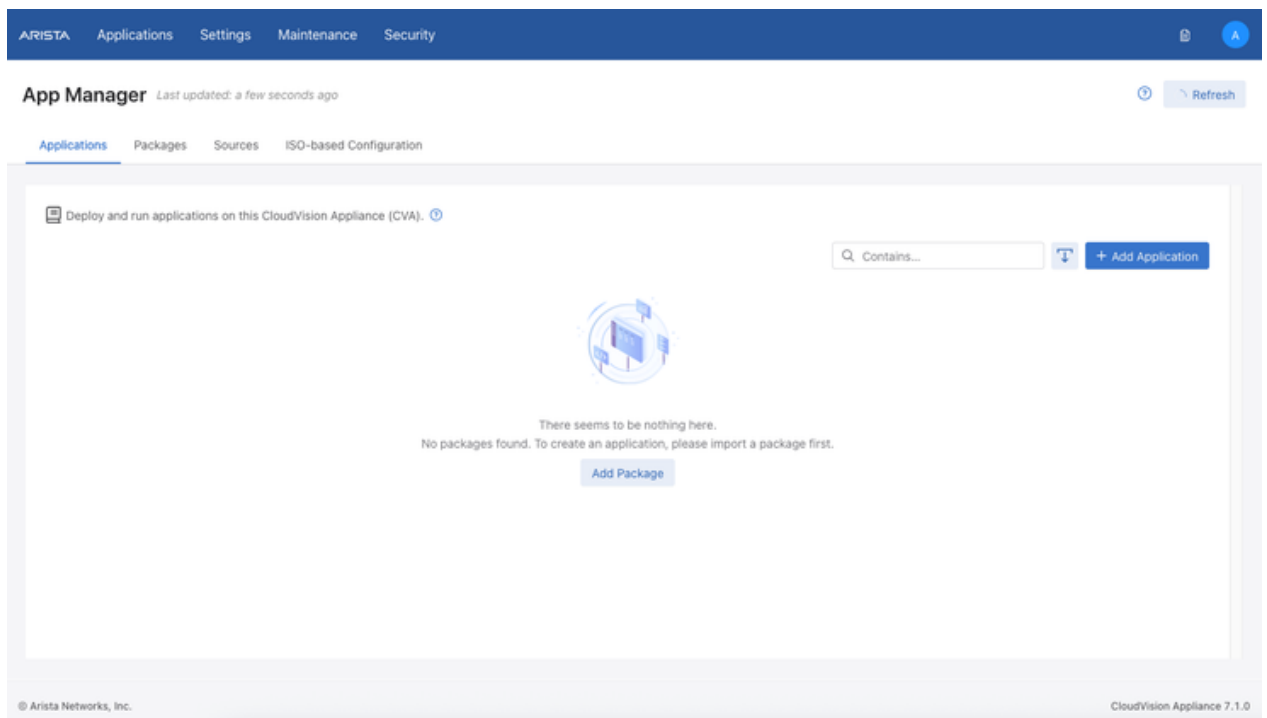 ARISTA Applications Settings Maintenance Security A
App Manager Last updated: a few seconds ago Refresh
Applications Packages Sources ISO-based Configuration
Deploy and run applications on this CloudVision Appliance (CVA).
Contains... + Add Application
There seems to be nothing here.
No packages found. To create an application, please import a package first.
Add Package
© Arista Networks, Inc. CloudVision Appliance 7.1.0